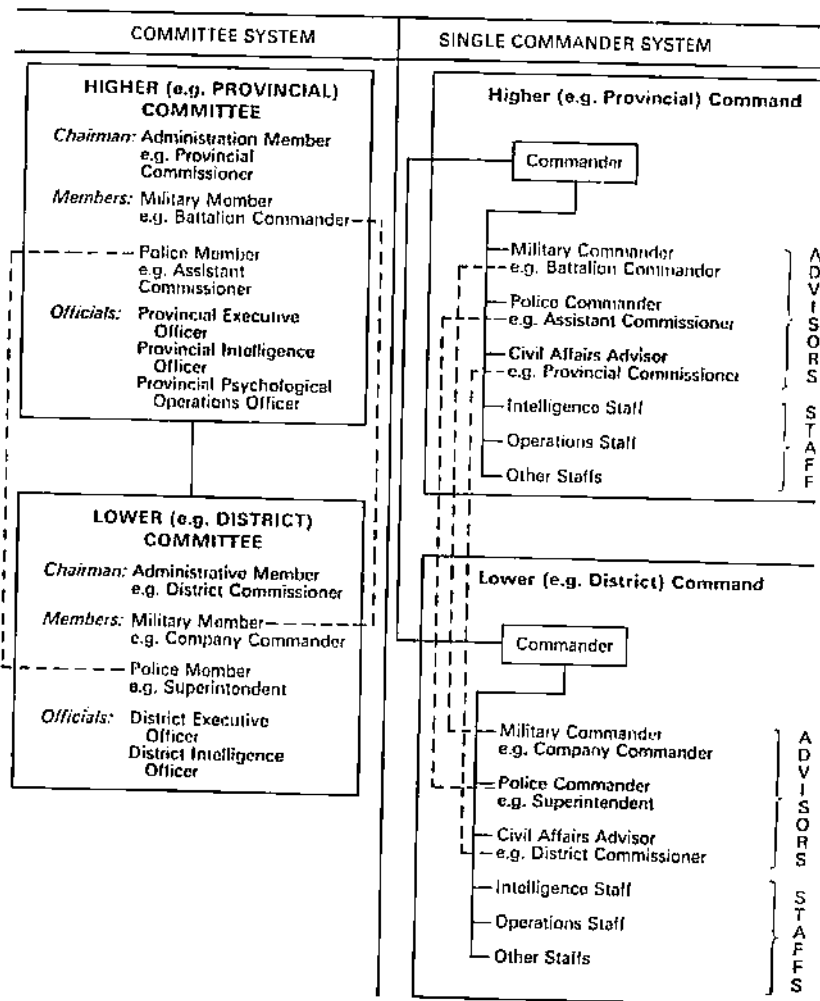 COMMITTEE SYSTEM
HIGHER (e.g. PROVINCIAL)
COMMITTEE
Chairman: Administration Member
e.g. Provincial
Commissioner
Members: Military Member
e.g. Battalion Commander
Police Member
e.g. Assistant
Commissioner
Officials: Provincial Executive
Officer
Provincial Intelligence
Officer
Provincial Psychological
Operations Officer
LOWER (e.g. DISTRICT)
COMMITTEE
Chairman: Administrative Member
e.g. District Commissioner
Members: Military Member
e.g. Company Commander
Police Member
e.g. Superintendent
Officials: District Executive
Officer
District Intelligence
Officer
SINGLE COMMANDER SYSTEM
Higher (e.g. Provincial) Command
Commander
Military Commander
e.g. Battalion Commander
Police Commander
e.g. Assistant Commissioner
Civil Affairs Advisor
e.g. Provincial Commissioner
ADVISORS
Intelligence Staff
Operations Staff
Other Staffs
STAFF
Lower (e.g. District) Command
Commander
Military Commander
e.g. Company Commander
Police Commander
e.g. Superintendent
Civil Affairs Advisor
e.g. District Commissioner
ADVISORS
Intelligence Staff
Operations Staff
Other Staffs
STAFFS